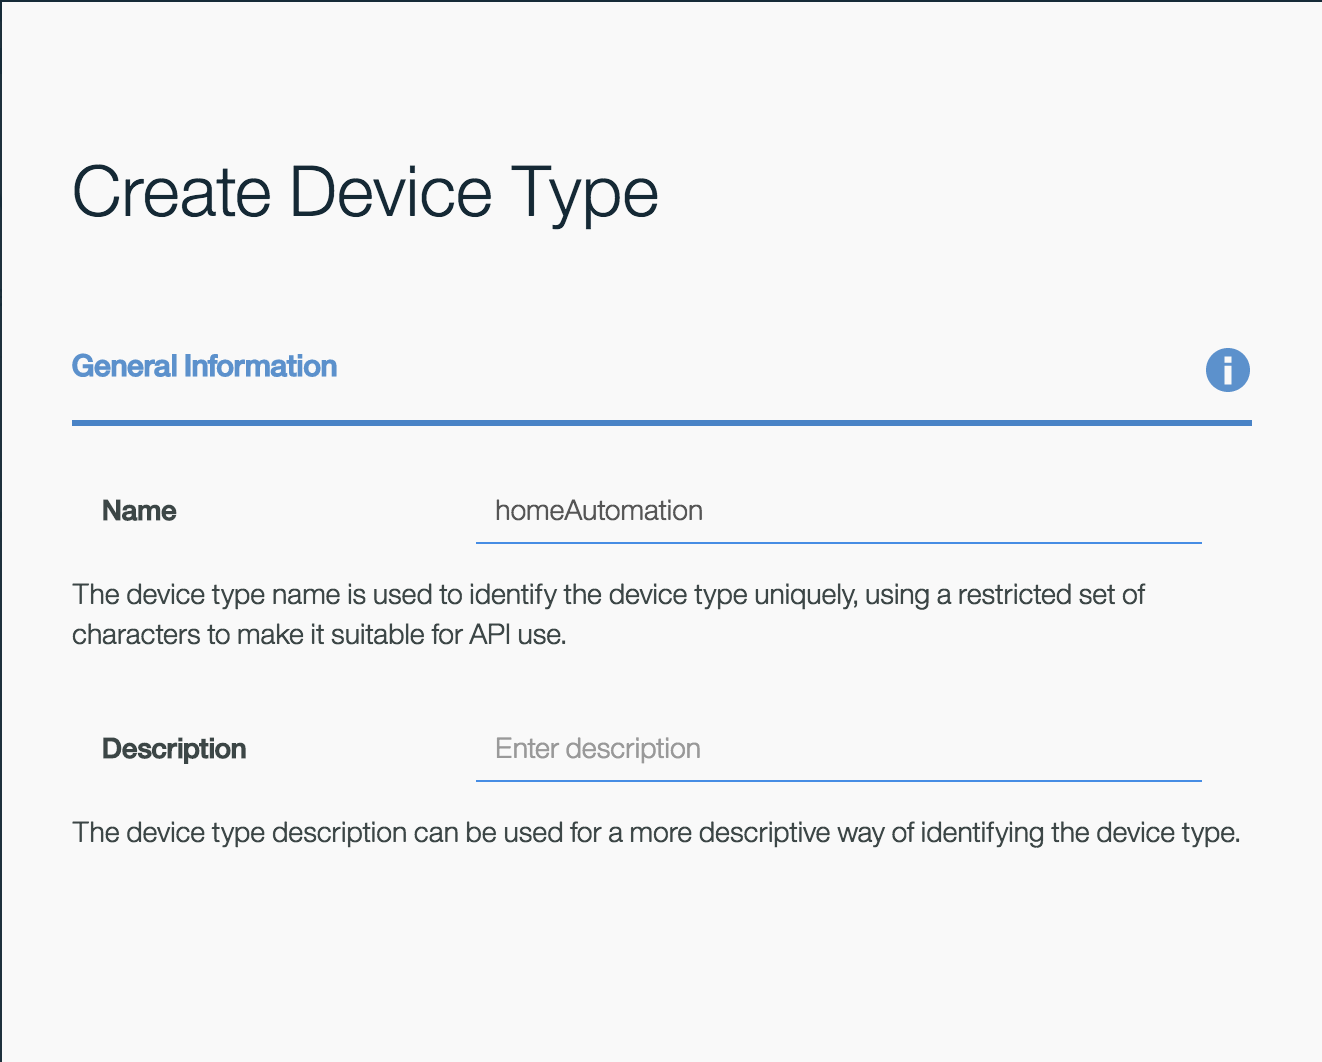 Create Device Type
General Information
Name
homeAutomation
The device type name is used to identify the device type uniquely, using a restricted set of
characters to make it suitable for API use.
Description
Enter description
The device type description can be used for a more descriptive way of identifying the device type.